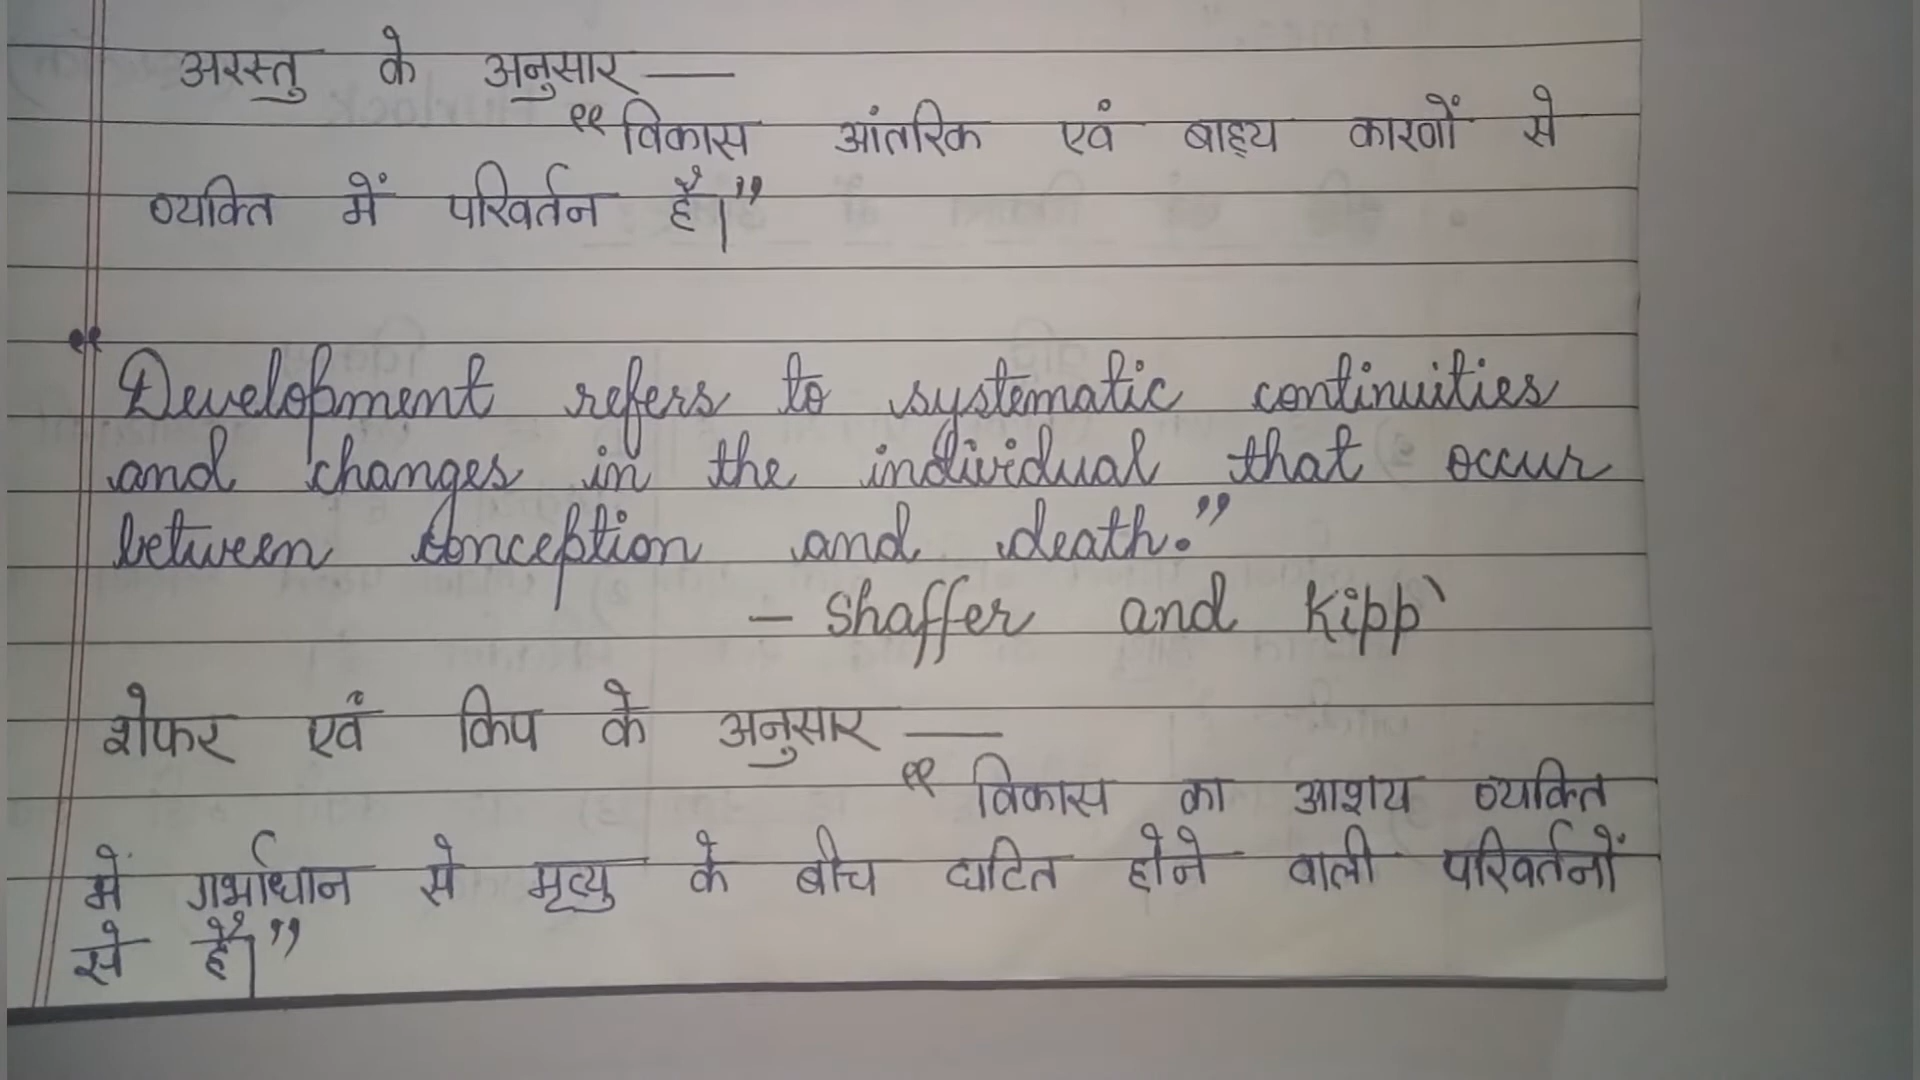 अरस्तु के अनुसार —
“विकास आंतरिक एवं बाह्य कारणों से
व्यक्ति में परिवर्तन है।”
“Development refers to systematic continuities
and changes in the individual that occur
between conception and death.”
– Shaffer and Kipp
शेफर एवं किप के अनुसार —
“विकास का आशय व्यक्ति
में गर्भाधान से मृत्यु के बीच घटित होने वाली परिवर्तनों
से है।”